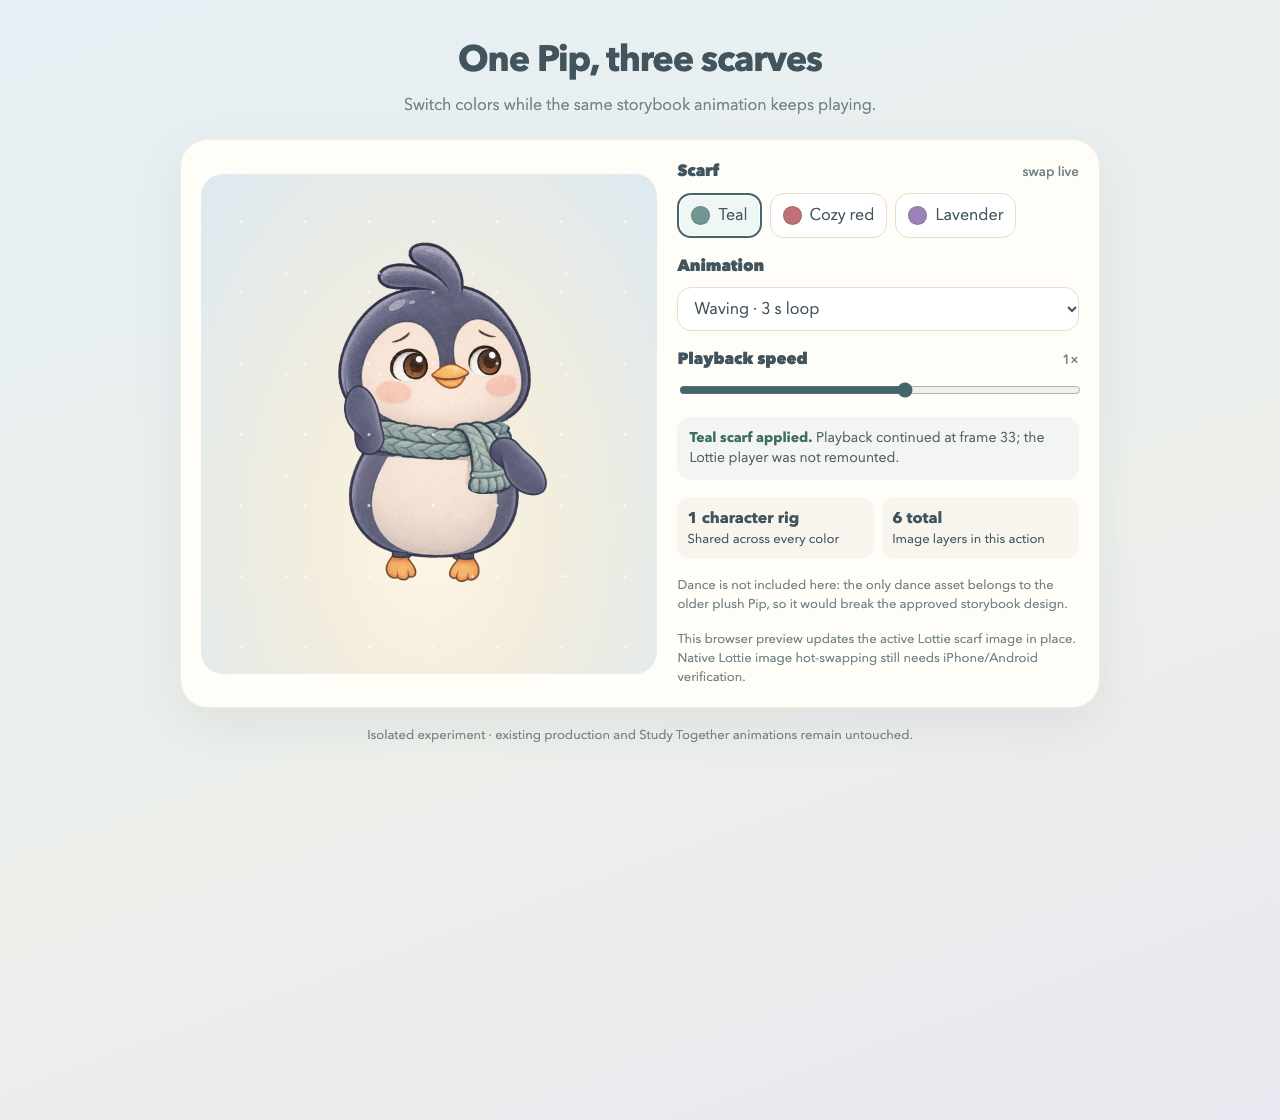 One Pip, three scarves
Switch colors while the same storybook animation keeps playing.
Scarf
swap live
Teal
Cozy red
Lavender
Animation
Waving · 3 s loop
Playback speed
1×
Teal scarf applied. Playback continued at frame 33; the
Lottie player was not remounted.
1 character rig
Shared across every color
6 total
Image layers in this action
Dance is not included here: the only dance asset belongs to the
older plush Pip, so it would break the approved storybook design.
This browser preview updates the active Lottie scarf image in place.
Native Lottie image hot-swapping still needs iPhone/Android
verification.
Isolated experiment · existing production and Study Together animations remain untouched.